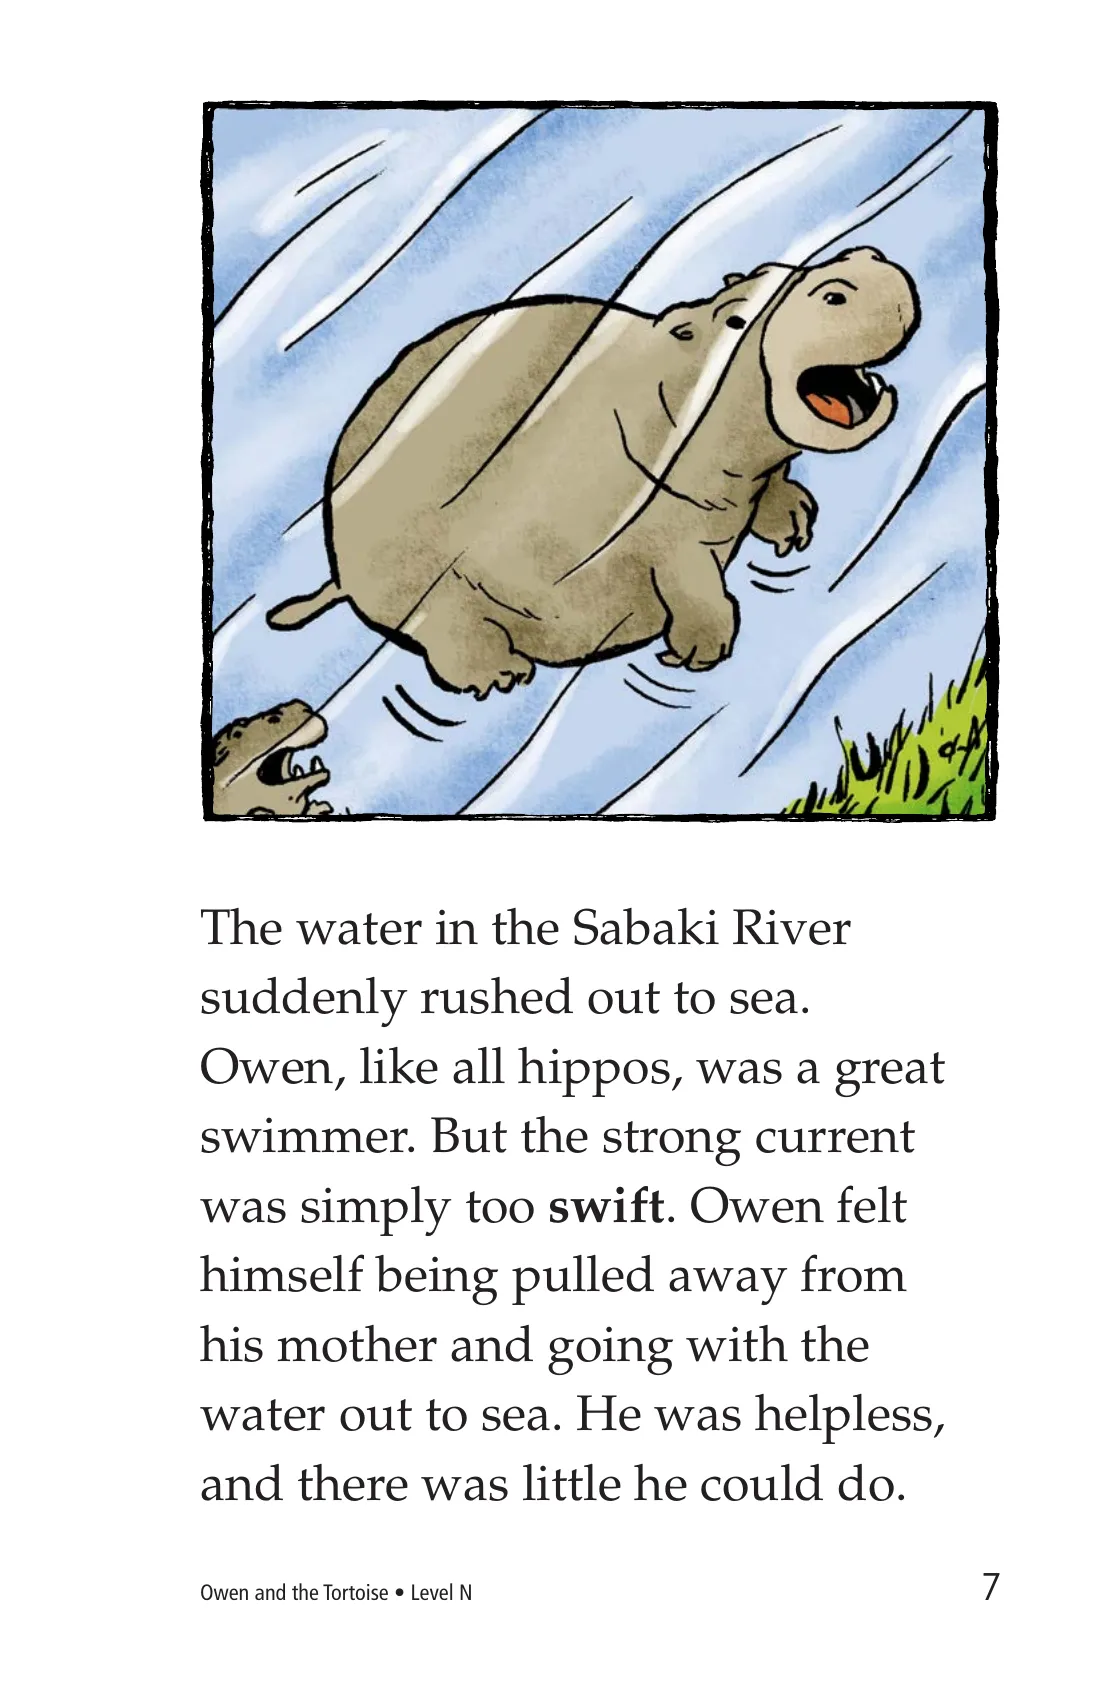 The water in the Sabaki River
suddenly rushed out to sea.
Owen, like all hippos, was a great
swimmer. But the strong current
was simply too swift. Owen felt
himself being pulled away from
his mother and going with the
water out to sea. He was helpless,
and there was little he could do.
Owen and the Tortoise • Level N
7